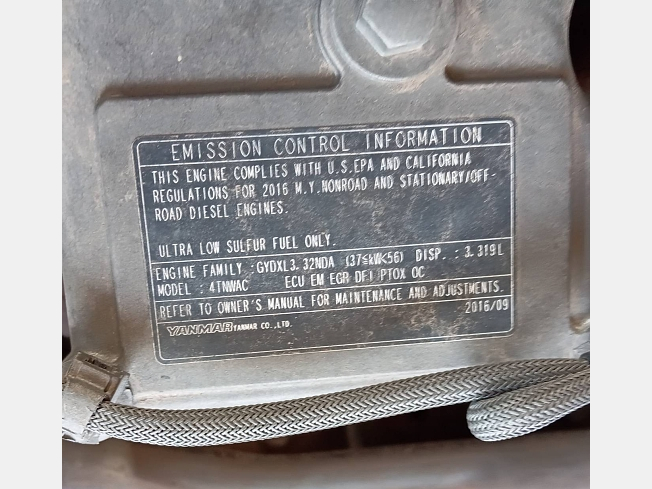 EMISSION CONTROL INFORMATION
THIS ENGINE COMPLIES WITH U.S.EPA AND CALIFORNIA
REGULATIONS FOR 2016 M.Y.NONROAD AND STATIONARY/OFF-
ROAD DIESEL ENGINES.
ULTRA LOW SULFUR FUEL ONLY.
ENGINE FAMILY : GYDXL3.32NDA (37≦kW<56) DISP. : 3.319L
MODEL : 4TNWAC ECU EM EGR DFI PTOX OC
REFER TO OWNER'S MANUAL FOR MAINTENANCE AND ADJUSTMENTS.
2016/09
YANMAR YANMAR CO.,LTD.